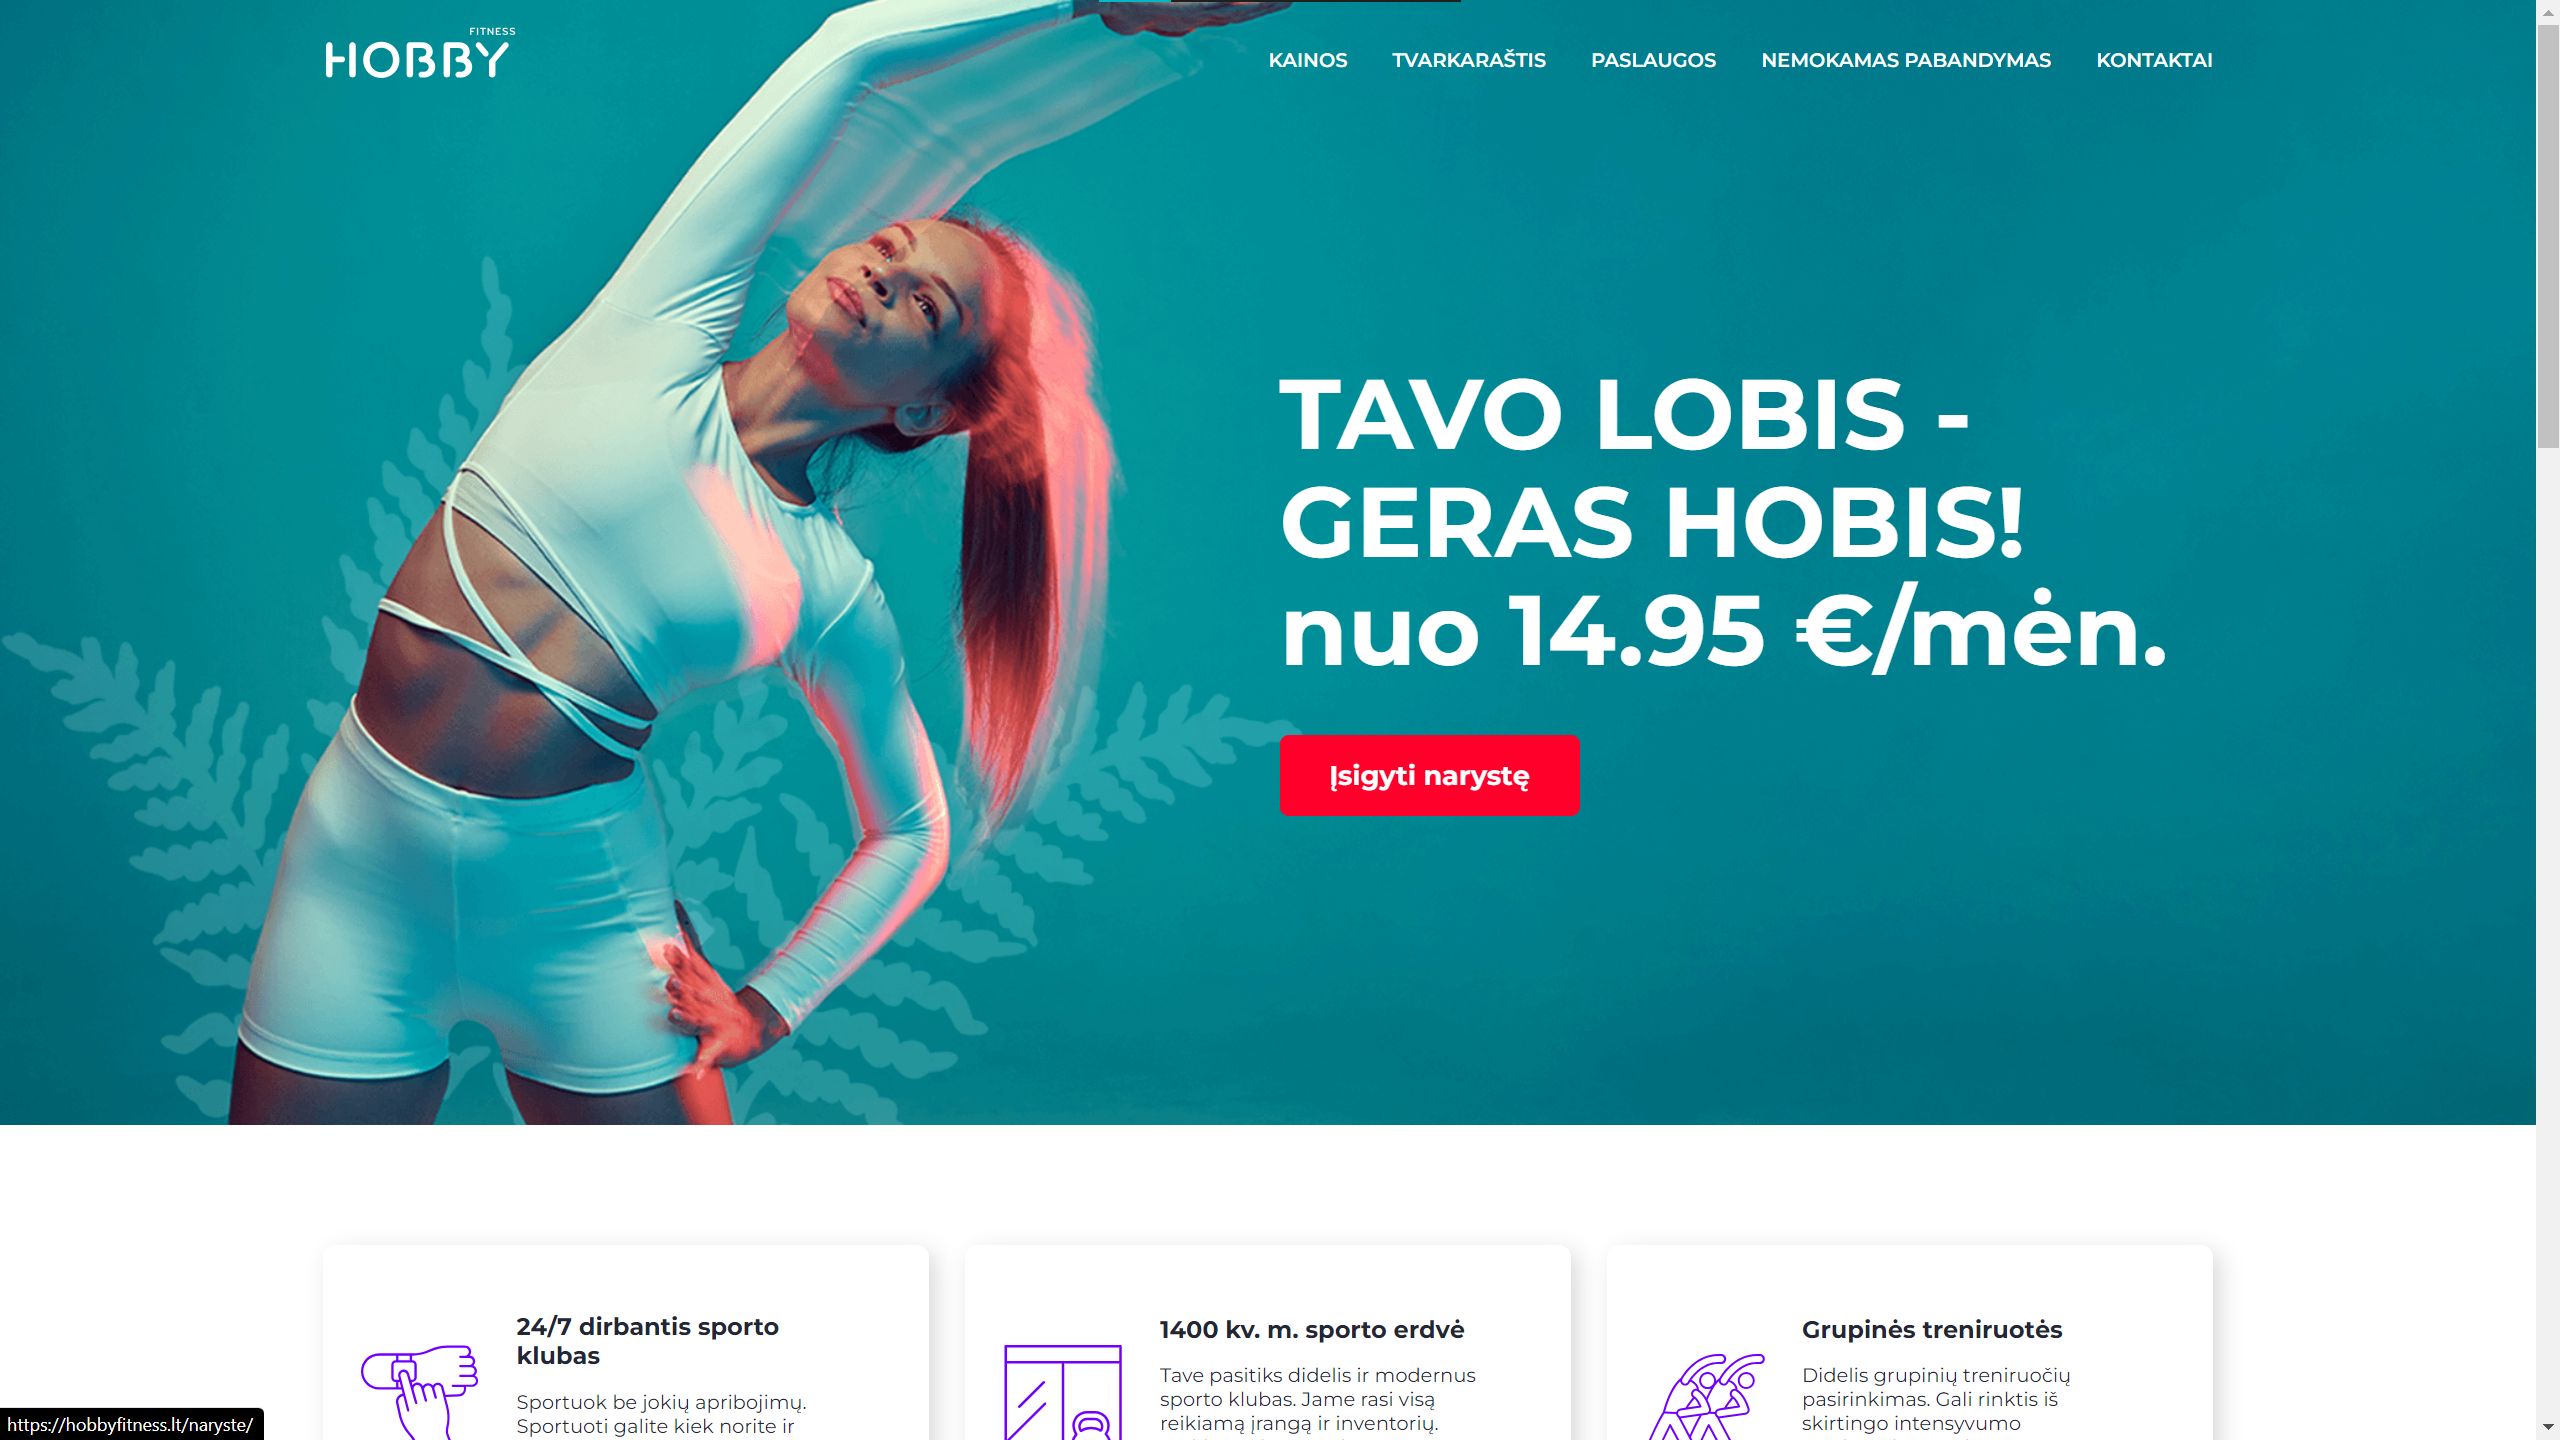 FITNESS
HOBBY
KAINOS TVARKARAŠTIS PASLAUGOS NEMOKAMAS PABANDYMAS KONTAKTAI
TAVO LOBIS -
GERAS HOBIS!
nuo 14.95 €/mėn.
Įsigyti narystę
24/7 dirbantis sporto
klubas
Sportuok be jokių apribojimų.
Sportuoti galite kiek norite ir
1400 kv. m. sporto erdvė
Tave pasitiks didelis ir modernus
sporto klubas. Jame rasi visą
reikiamą įrangą ir inventorių.
Grupinės treniruotės
Didelis grupinių treniruočių
pasirinkimas. Gali rinktis iš
skirtingo intensyvumo
https://hobbyfitness.lt/naryste/